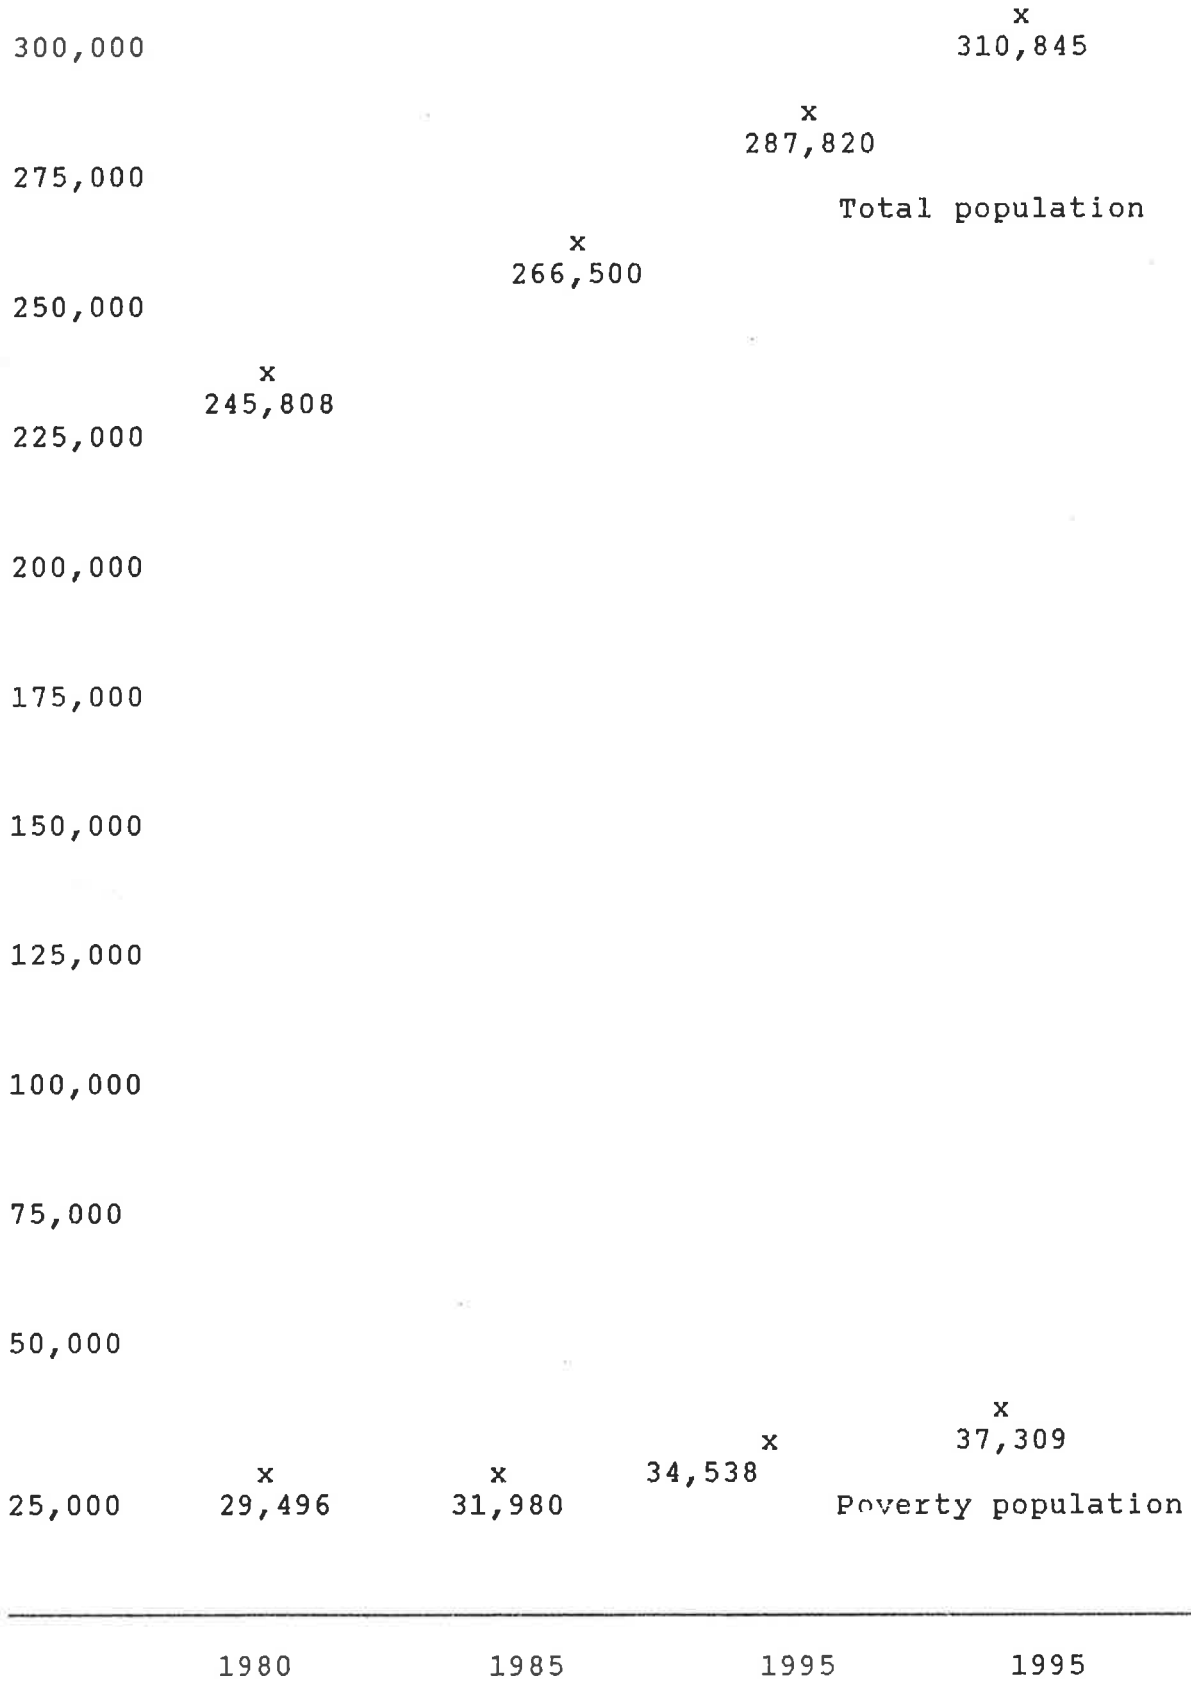 x
300,000 310,845
x
287,820
275,000
Total population
x
266,500
250,000
x
245,808
225,000
200,000
175,000
150,000
125,000
100,000
75,000
50,000
x
x 37,309
x x 34,538
25,000 29,496 31,980 Poverty population
1980 1985 1995 1995